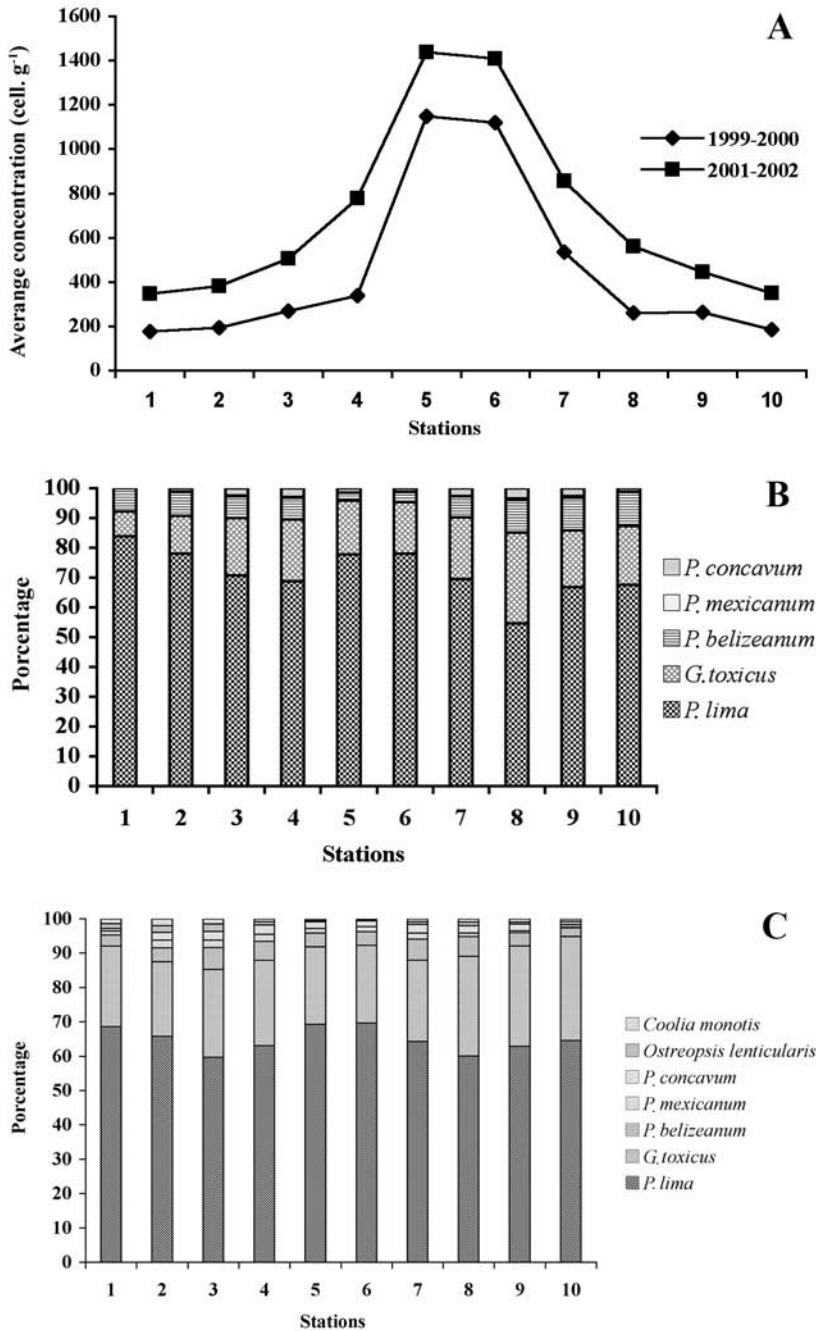 A
Averange concentration (cell. g⁻¹)
1600
1400
1200
1000
800
600
400
200
0
1 2 3 4 5 6 7 8 9 10
Stations
1999-2000
2001-2002
B
Porcentage
100
90
80
70
60
50
40
30
20
10
0
1 2 3 4 5 6 7 8 9 10
Stations
P. concavum
P. mexicanum
P. belizeanum
G. toxicus
P. lima
C
Porcentage
100
90
80
70
60
50
40
30
20
10
0
1 2 3 4 5 6 7 8 9 10
Stations
Coolia monotis
Ostreopsis lenticularis
P. concavum
P. mexicanum
P. belizeanum
G. toxicus
P. lima